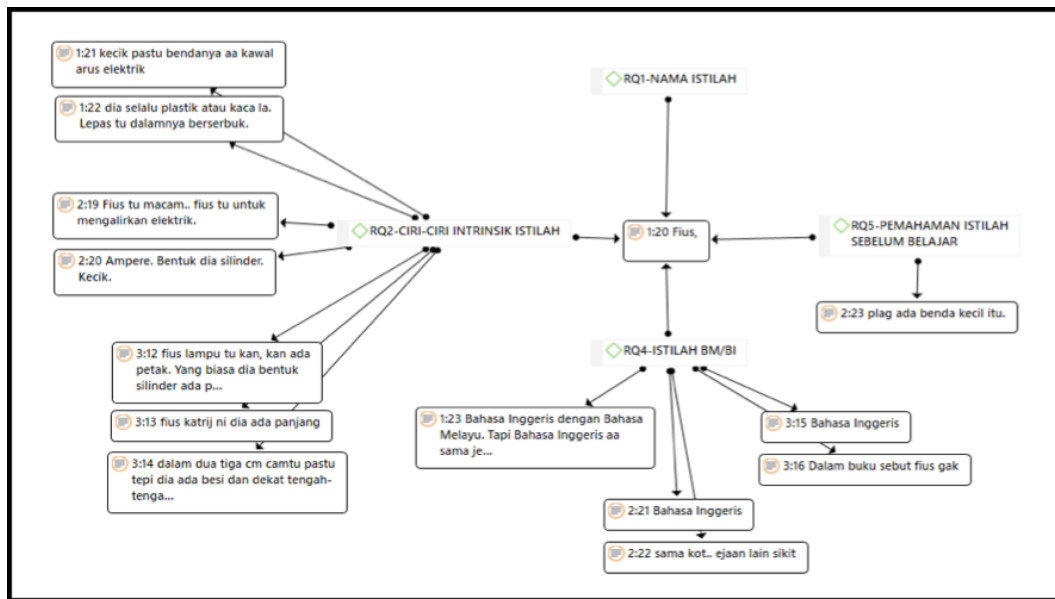 1:21 kecik pastu bendanya aa kawal
arus elektrik
1:22 dia selalu plastik atau kaca la.
Lepas tu dalamnya berserbuk.
2:19 Fius tu macam.. fius tu untuk
mengalirkan elektrik.
2:20 Ampere. Bentuk dia silinder.
Kecik.
3:12 fius lampu tu kan, kan ada
petak. Yang biasa dia bentuk
silinder ada p...
3:13 fius katrij ni dia ada panjang
3:14 dalam dua tiga cm camtu pastu
tepi dia ada besi dan dekat tengah-
tenga...
RQ2-CIRI-CIRI INTRINSIK ISTILAH
RQ1-NAMA ISTILAH
1:20 Fius,
RQ5-PEMAHAMAN ISTILAH
SEBELUM BELAJAR
2:23 plag ada benda kecil itu.
RQ4-ISTILAH BM/BI
1:23 Bahasa Inggeris dengan Bahasa
Melayu. Tapi Bahasa Inggeris aa
sama je...
3:15 Bahasa Inggeris
3:16 Dalam buku sebut fius gak
2:21 Bahasa Inggeris
2:22 sama kot.. ejaan lain sikit